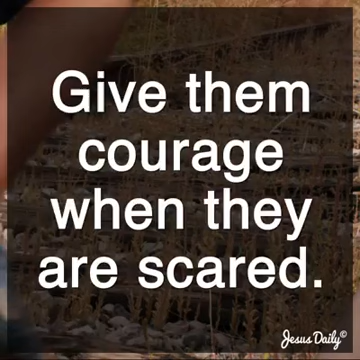 Give them
courage
when they
are scared.
Jesus Daily©